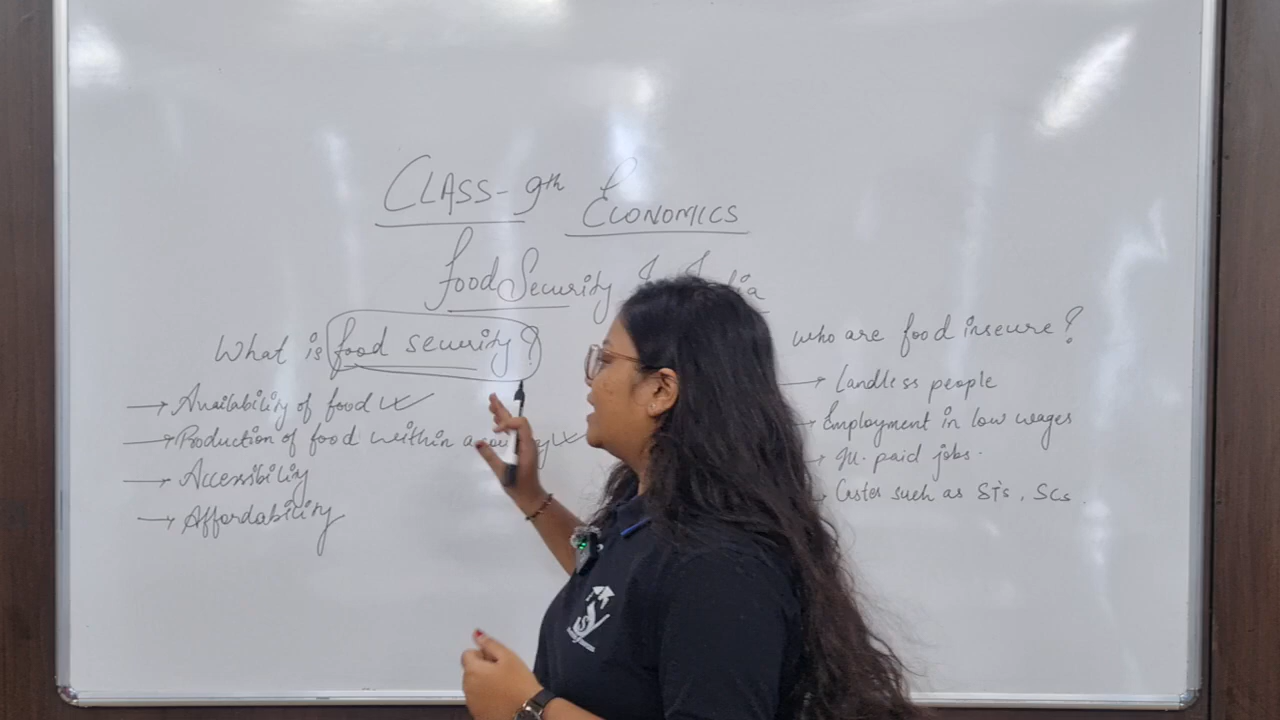 CLASS-9th ECONOMICS
Food Security In
What is food security?
→ Availability of food
→ Production of food within a
→ Accessibility
→ Affordability
who are food insecure?
→ Landless people
→ Employment in low wages
→ paid jobs.
→ Castes such as STs, SCs.